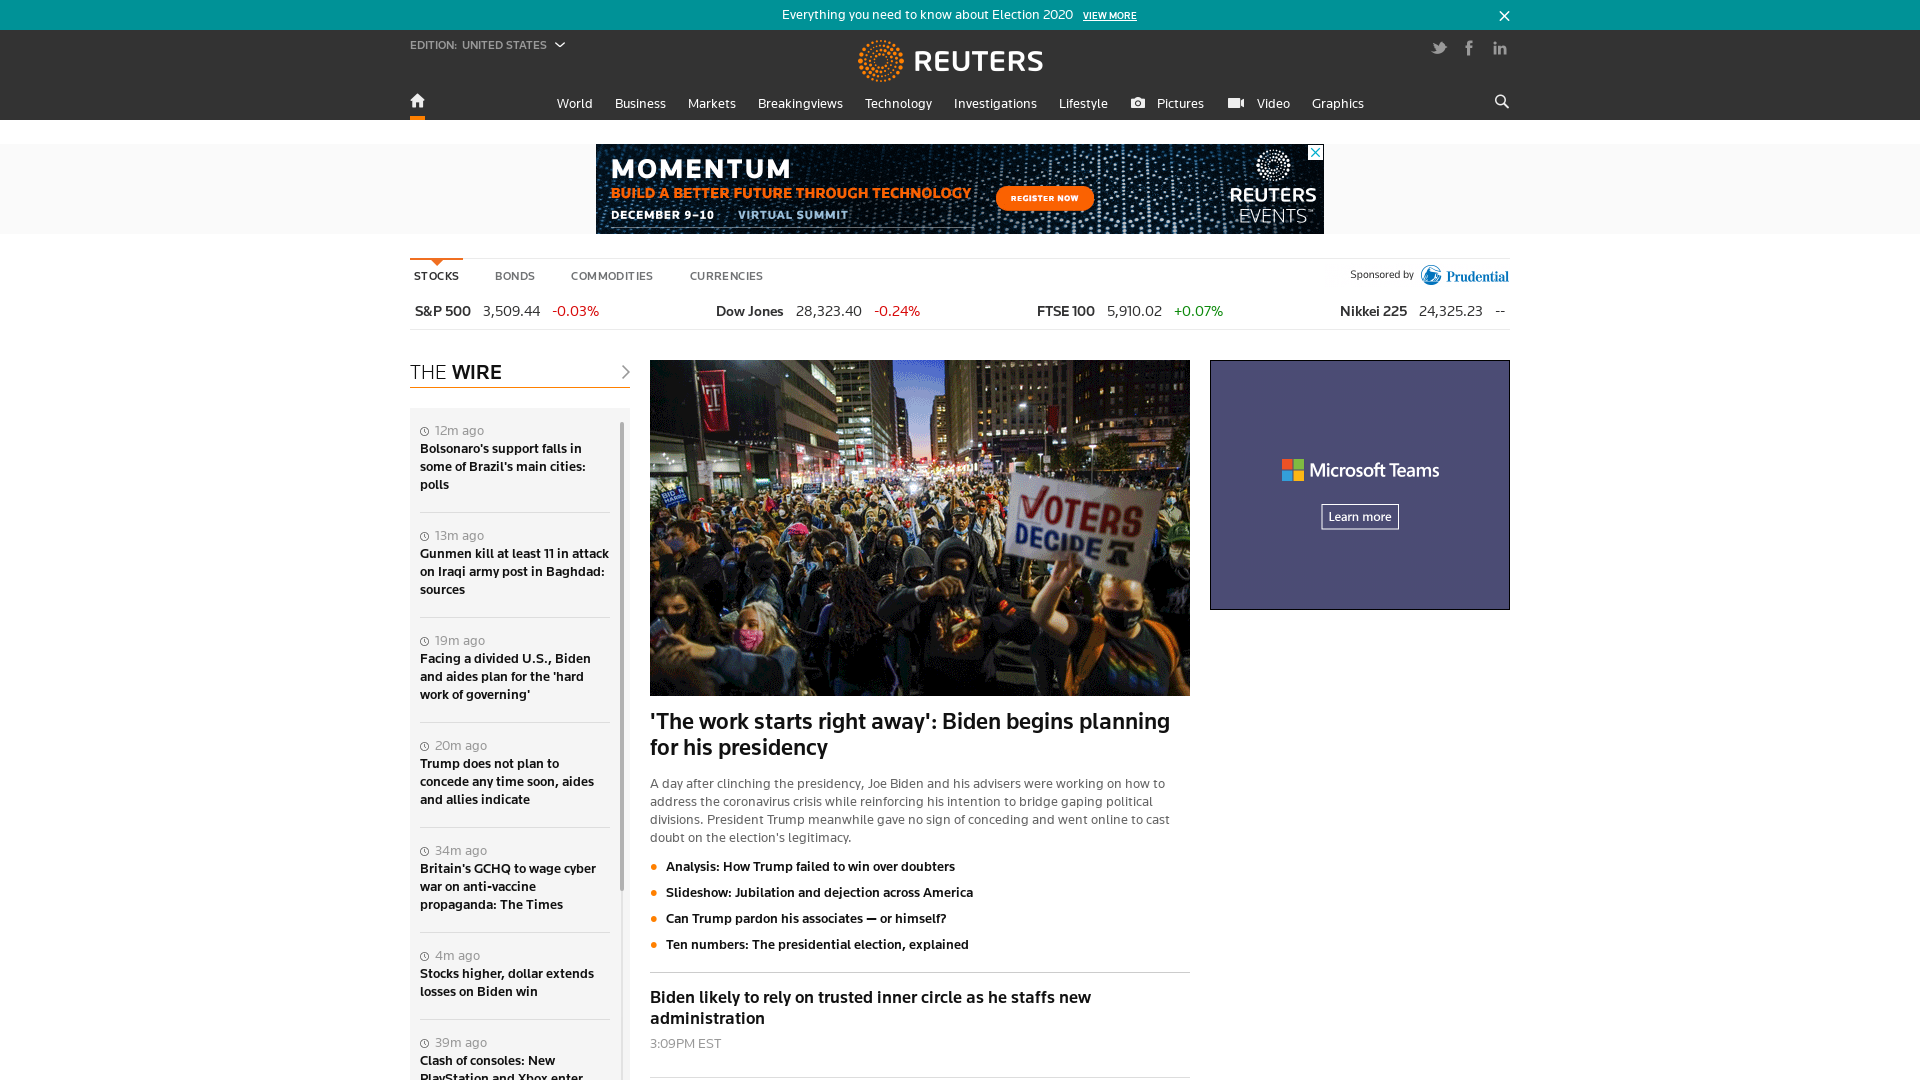 Everything you need to know about Election 2020 VIEW MORE
EDITION: UNITED STATES
REUTERS
World Business Markets Breakingviews Technology Investigations Lifestyle Pictures Video Graphics
MOMENTUM
BUILD A BETTER FUTURE THROUGH TECHNOLOGY
DECEMBER 9-10 VIRTUAL SUMMIT
REGISTER NOW
REUTERS
EVENTS™
STOCKS BONDS COMMODITIES CURRENCIES
Sponsored by Prudential
S&P 500 3,509.44 -0.03% Dow Jones 28,323.40 -0.24% FTSE 100 5,910.02 +0.07% Nikkei 225 24,325.23 --
THE WIRE
12m ago
Bolsonaro's support falls in
some of Brazil's main cities:
polls
13m ago
Gunmen kill at least 11 in attack
on Iraqi army post in Baghdad:
sources
19m ago
Facing a divided U.S., Biden
and aides plan for the 'hard
work of governing'
20m ago
Trump does not plan to
concede any time soon, aides
and allies indicate
34m ago
Britain's GCHQ to wage cyber
war on anti-vaccine
propaganda: The Times
4m ago
Stocks higher, dollar extends
losses on Biden win
39m ago
Clash of consoles: New
PlayStation and Xbox enter
VOTERS
DECIDE
'The work starts right away': Biden begins planning
for his presidency
A day after clinching the presidency, Joe Biden and his advisers were working on how to
address the coronavirus crisis while reinforcing his intention to bridge gaping political
divisions. President Trump meanwhile gave no sign of conceding and went online to cast
doubt on the election's legitimacy.
Analysis: How Trump failed to win over doubters
Slideshow: Jubilation and dejection across America
Can Trump pardon his associates — or himself?
Ten numbers: The presidential election, explained
Biden likely to rely on trusted inner circle as he staffs new
administration
3:09PM EST
Microsoft Teams
Learn more